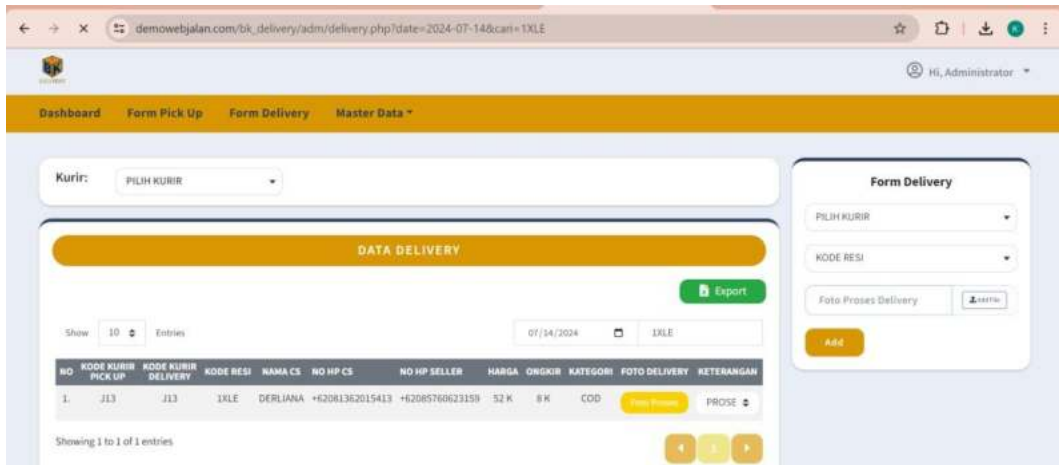 demowebjalan.com/bk_delivery/adm/delivery.php?date=2024-07-14&cari=1XLE
BK
Hi, Administrator
Dashboard Form Pick Up Form Delivery Master Data
Kurir: PILIH KURIR
DATA DELIVERY
Export
Show 10 Entries 07/14/2024 1XLE
NO KODE KURIR PICK UP KODE KURIR DELIVERY KODE RESI NAMA CS NO HP CS NO HP SELLER HARGA ONGKIR KATEGORI FOTO DELIVERY KETERANGAN
1. J13 J13 1XLE DERLIANA +62081362015413 +62085760623159 52 K 8 K COD Foto Proses PROSE
Showing 1 to 1 of 1 entries 1
Form Delivery
PILIH KURIR
KODE RESI
Foto Proses Delivery
Add